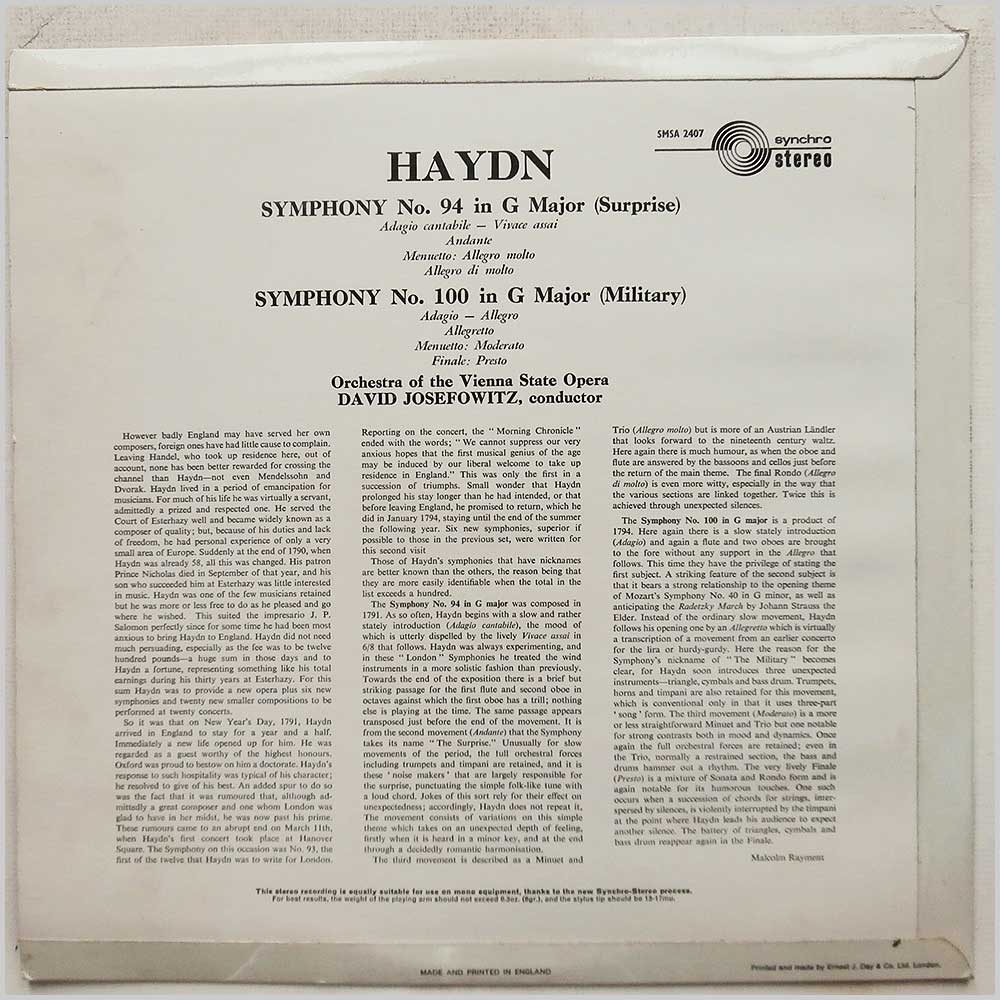 SMSA 2407
synchro
stereo
HAYDN
SYMPHONY No. 94 in G Major (Surprise)
Adagio cantabile — Vivace assai
Andante
Menuetto: Allegro molto
Allegro di molto
SYMPHONY No. 100 in G Major (Military)
Adagio — Allegro
Allegretto
Menuetto: Moderato
Finale: Presto
Orchestra of the Vienna State Opera
DAVID JOSEFOWITZ, conductor
However badly England may have served her own
composers, foreign ones have had little cause to complain.
Leaving Handel, who took up residence here, out of
account, none has been better rewarded for crossing the
channel than Haydn—not even Mendelssohn and
Dvorak. Haydn lived in a period of emancipation for
musicians. For much of his life he was virtually a servant,
admittedly a prized and respected one. He served the
Court of Esterhazy well and became widely known as a
composer of quality; but, because of his duties and lack
of freedom, he had personal experience of only a very
small area of Europe. Suddenly at the end of 1790, when
Haydn was already 58, all this was changed. His patron
Prince Nicholas died in September of that year, and his
son who succeeded him at Esterhazy was little interested
in music. Haydn was one of the few musicians retained
but he was more or less free to do as he pleased and go
where he wished. This suited the impresario J. P.
Salomon perfectly since for some time he had been most
anxious to bring Haydn to England. Haydn did not need
much persuading, especially as the fee was to be twelve
hundred pounds—a huge sum in those days and to
Haydn a fortune, representing something like his total
earnings during his thirty years at Esterhazy. For this
sum Haydn was to provide a new opera plus six new
symphonies and twenty new smaller compositions to be
performed at twenty concerts.
So it was that on New Year's Day, 1791, Haydn
arrived in England to stay for a year and a half.
Immediately a new life opened up for him. He was
regarded as a guest worthy of the highest honours.
Oxford was proud to bestow on him a doctorate. Haydn's
response to such hospitality was typical of his character;
he resolved to give of his best. An added spur to do so
was the fact that it was rumoured that, although ad-
mittedly a great composer and one whom London was
glad to have in her midst, he was now past his prime.
These rumours came to an abrupt end on March 11th,
when Haydn's first concert took place at Hanover
Square. The Symphony on this occasion was No. 93, the
first of the twelve that Haydn was to write for London.
Reporting on the concert, the "Morning Chronicle"
ended with the words; "We cannot suppress our very
anxious hopes that the first musical genius of the age
may be induced by our liberal welcome to take up
residence in England." This was only the first in a
succession of triumphs. Small wonder that Haydn
prolonged his stay longer than he had intended, or that
before leaving England, he promised to return, which he
did in January 1794, staying until the end of the summer
the following year. Six new symphonies, superior if
possible to those in the previous set, were written for
this second visit
Those of Haydn's symphonies that have nicknames
are better known than the others, the reason being that
they are more easily identifiable when the total in the
list exceeds a hundred.
The Symphony No. 94 in G major was composed in
1791. As so often, Haydn begins with a slow and rather
stately introduction (Adagio cantabile), the mood of
which is utterly dispelled by the lively Vivace assai in
6/8 that follows. Haydn was always experimenting, and
in these "London" Symphonies he treated the wind
instruments in a more solistic fashion than previously.
Towards the end of the exposition there is a brief but
striking passage for the first flute and second oboe in
octaves against which the first oboe has a trill; nothing
else is playing at the time. The same passage appears
transposed just before the end of the movement. It is
from the second movement (Andante) that the Symphony
takes its name "The Surprise." Unusually for slow
movements of the period, the full orchestral forces
including trumpets and timpani are retained, and it is
these 'noise makers' that are largely responsible for
the surprise, punctuating the simple folk-like tune with
a loud chord. Jokes of this sort rely for their effect on
unexpectedness; accordingly, Haydn does not repeat it.
The movement consists of variations on this simple
theme which takes on an unexpected depth of feeling,
firstly when it is heard in a minor key, and at the end
through a decidedly romantic harmonisation.
The third movement is described as a Minuet and
Trio (Allegro molto) but is more of an Austrian Ländler
that looks forward to the nineteenth century waltz.
Here again there is much humour, as when the oboe and
flute are answered by the bassoons and cellos just before
the return of the main theme. The final Rondo (Allegro
di molto) is even more witty, especially in the way that
the various sections are linked together. Twice this is
achieved through unexpected silences.
The Symphony No. 100 in G major is a product of
1794. Here again there is a slow stately introduction
(Adagio) and again a flute and two oboes are brought
to the fore without any support in the Allegro that
follows. This time they have the privilege of stating the
first subject. A striking feature of the second subject is
that it bears a strong relationship to the opening theme
of Mozart's Symphony No. 40 in G minor, as well as
anticipating the Radetzky March by Johann Strauss the
Elder. Instead of the ordinary slow movement, Haydn
follows his opening one by an Allegretto which is virtually
a transcription of a movement from an earlier concerto
for the lira or hurdy-gurdy. Here the reason for the
Symphony's nickname of "The Military" becomes
clear, for Haydn soon introduces three unexpected
instruments—triangle, cymbals and bass drum. Trumpets,
horns and timpani are also retained for this movement,
which is conventional only in that it uses three-part
'song' form. The third movement (Moderato) is a more
or less straightforward Minuet and Trio but one notable
for strong contrasts both in mood and dynamics. Once
again the full orchestral forces are retained; even in
the Trio, normally a restrained section, the bass and
drums hammer out a rhythm. The very lively Finale
(Presto) is a mixture of Sonata and Rondo form and is
again notable for its humorous touches. One such
occurs when a succession of chords for strings, inter-
spersed by silences, is violently interrupted by the timpani
at the point where Haydn leads his audience to expect
another silence. The battery of triangles, cymbals and
bass drum reappear again in the Finale.
Malcolm Rayment
This stereo recording is equally suitable for use on mono equipment, thanks to the new Synchro-Stereo process.
For best results, the weight of the playing arm should not exceed 0.3oz. (8gr.), and the stylus tip should be 13-17mu.
MADE AND PRINTED IN ENGLAND
Printed and made by Ernest J. Day & Co. Ltd. London.